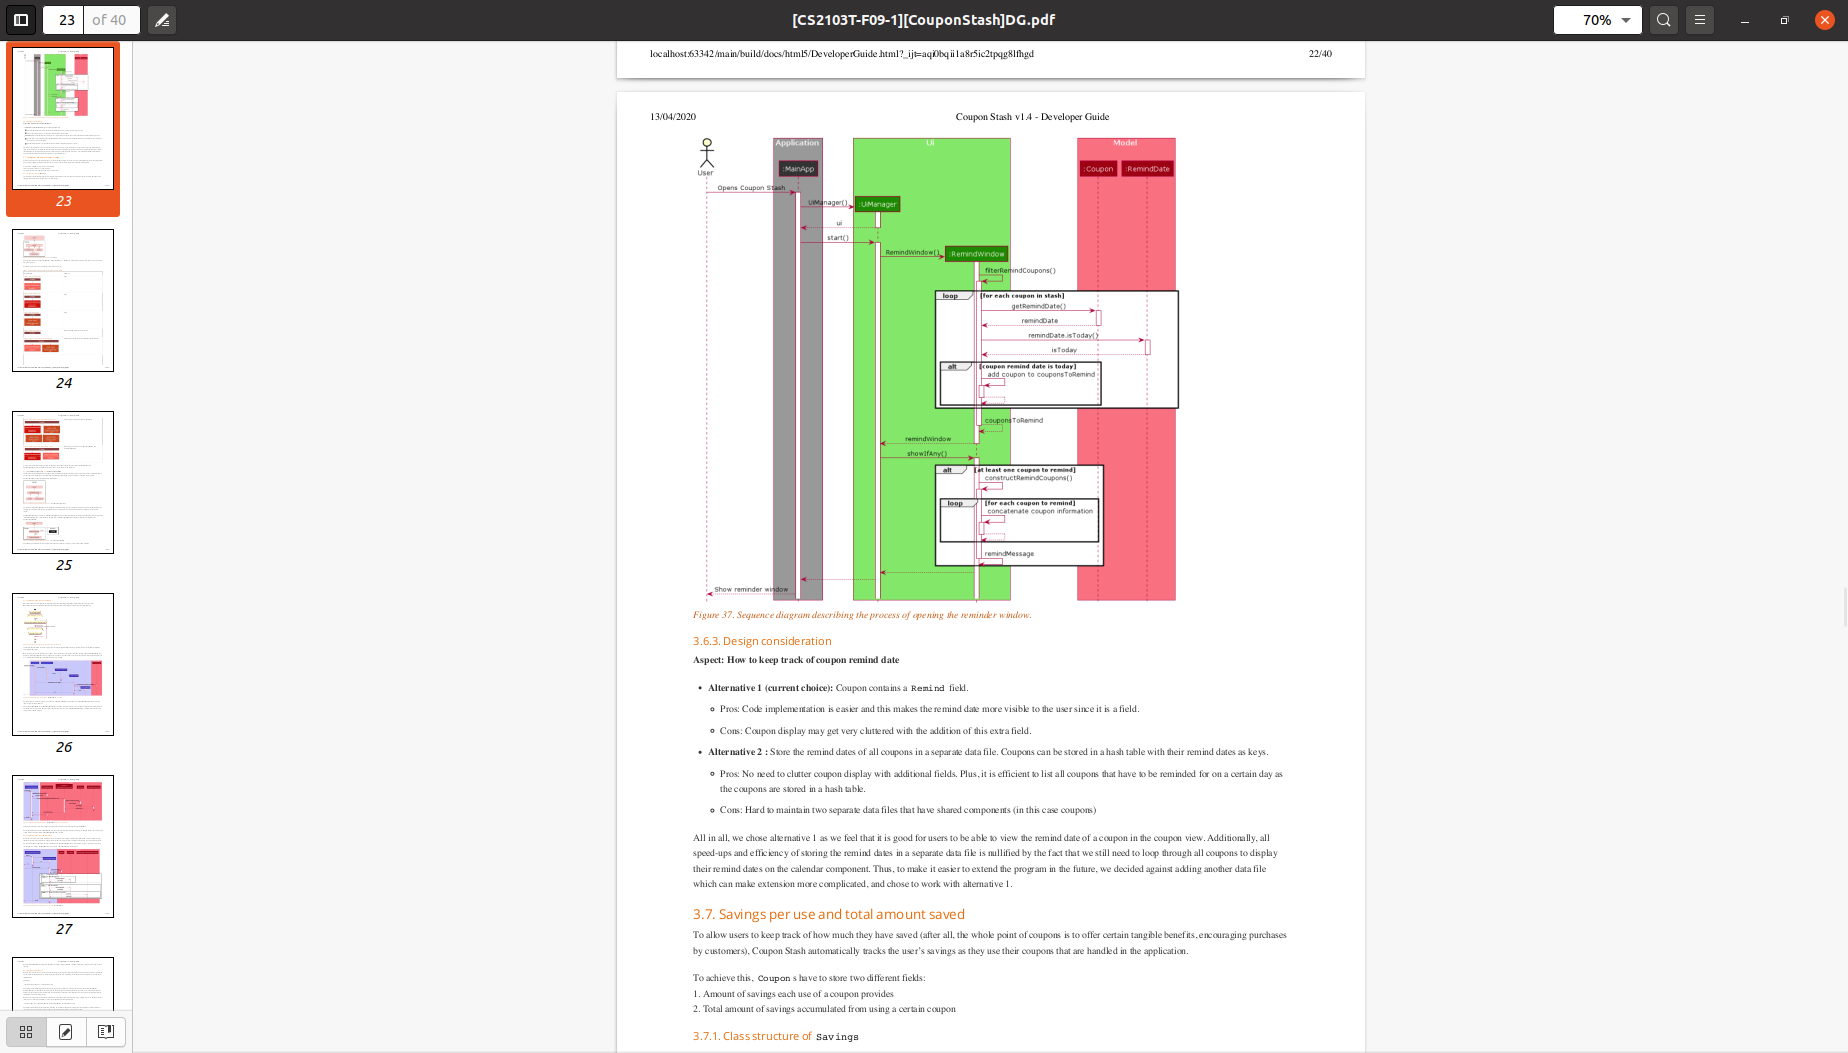 23 of 40
[CS2103T-F09-1][CouponStash]DG.pdf
70%
23
24
25
26
27
localhost:63342/main/build/docs/html5/DeveloperGuide.html?_ijt=aqi0bqii1a8r5ic2tpqg8lfhgd 22/40
13/04/2020 Coupon Stash v1.4 - Developer Guide
Application Ui Model
User
:MainApp :Coupon :RemindDate
Opens Coupon Stash
UiManager() :UiManager
ui
start()
RemindWindow() :RemindWindow
filterRemindCoupons()
loop [for each coupon in stash]
getRemindDate()
remindDate
remindDate.isToday()
isToday
alt [coupon remind date is today]
add coupon to couponsToRemind
couponsToRemind
remindWindow
showIfAny()
alt [at least one coupon to remind]
constructRemindCoupons()
loop [for each coupon to remind]
concatenate coupon information
remindMessage
Show reminder window
Figure 37. Sequence diagram describing the process of opening the reminder window.
3.6.3. Design consideration
Aspect: How to keep track of coupon remind date
• Alternative 1 (current choice): Coupon contains a Remind field.
Pros: Code implementation is easier and this makes the remind date more visible to the user since it is a field.
Cons: Coupon display may get very cluttered with the addition of this extra field.
• Alternative 2 : Store the remind dates of all coupons in a separate data file. Coupons can be stored in a hash table with their remind dates as keys.
Pros: No need to clutter coupon display with additional fields. Plus, it is efficient to list all coupons that have to be reminded for on a certain day as
the coupons are stored in a hash table.
Cons: Hard to maintain two separate data files that have shared components (in this case coupons)
All in all, we chose alternative 1 as we feel that it is good for users to be able to view the remind date of a coupon in the coupon view. Additionally, all
speed-ups and efficiency of storing the remind dates in a separate data file is nullified by the fact that we still need to loop through all coupons to display
their remind dates on the calendar component. Thus, to make it easier to extend the program in the future, we decided against adding another data file
which can make extension more complicated, and chose to work with alternative 1.
3.7. Savings per use and total amount saved
To allow users to keep track of how much they have saved (after all, the whole point of coupons is to offer certain tangible benefits, encouraging purchases
by customers), Coupon Stash automatically tracks the user's savings as they use their coupons that are handled in the application.
To achieve this, Coupon s have to store two different fields:
1. Amount of savings each use of a coupon provides
2. Total amount of savings accumulated from using a certain coupon
3.7.1. Class structure of Savings